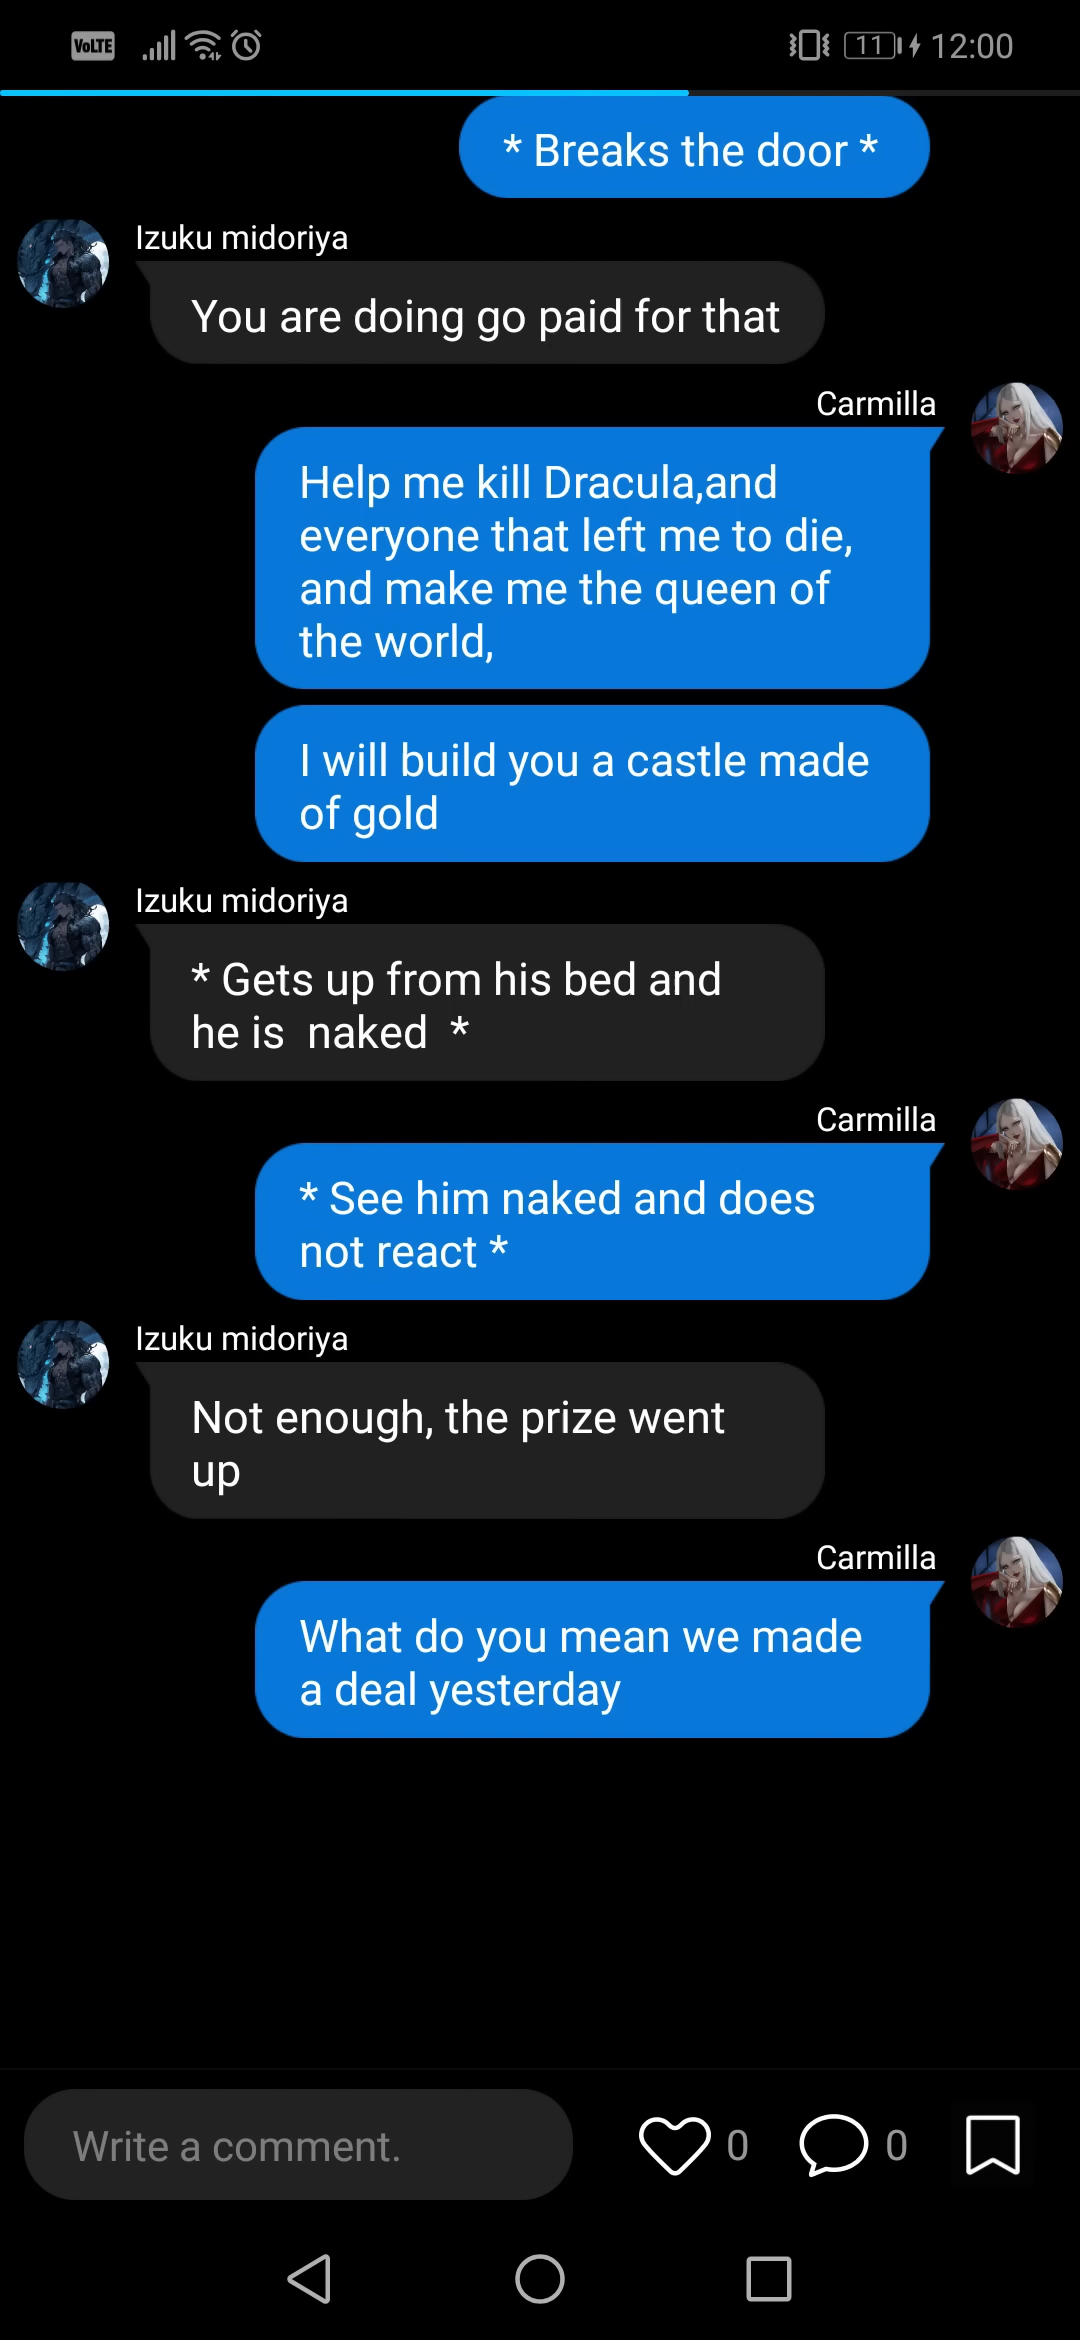 VoLTE 11 12:00
* Breaks the door *
Izuku midoriya
You are doing go paid for that
Carmilla
Help me kill Dracula,and
everyone that left me to die,
and make me the queen of
the world,
I will build you a castle made
of gold
Izuku midoriya
* Gets up from his bed and
he is  naked  *
Carmilla
* See him naked and does
not react *
Izuku midoriya
Not enough, the prize went
up
Carmilla
What do you mean we made
a deal yesterday
Write a comment. 0 0